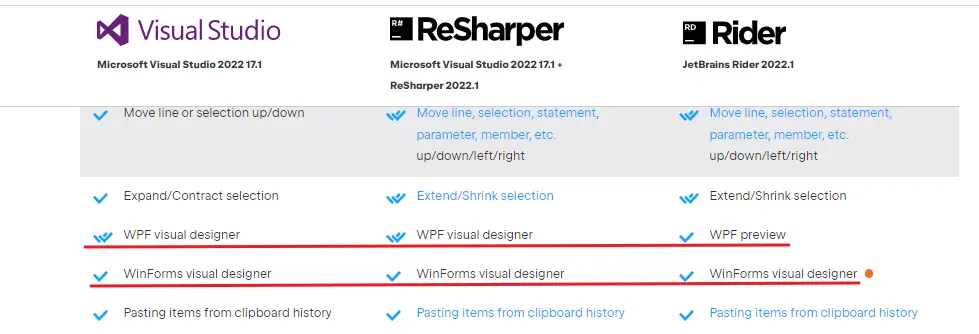 Visual Studio
R# ReSharper
RD Rider
Microsoft Visual Studio 2022 17.1
Microsoft Visual Studio 2022 17.1 +
ReSharper 2022.1
JetBrains Rider 2022.1
Move line or selection up/down
Move line, selection, statement,
parameter, member, etc.
up/down/left/right
Move line, selection, statement,
parameter, member, etc.
up/down/left/right
Expand/Contract selection
Extend/Shrink selection
Extend/Shrink selection
WPF visual designer
WPF visual designer
WPF preview
WinForms visual designer
WinForms visual designer
WinForms visual designer
Pasting items from clipboard history
Pasting items from clipboard history
Pasting items from clipboard history